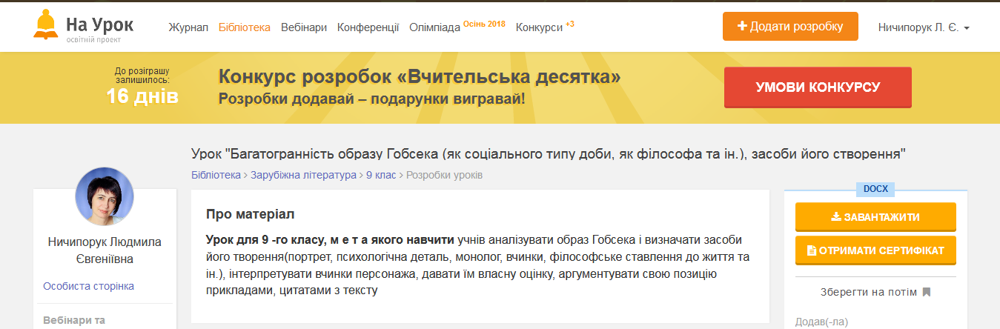 На Урок
освітній проект
Журнал Бібліотека Вебінари Конференції Олімпіада Осінь 2018 Конкурси +3
Додати розробку
Ничипорук Л. Є.
До розіграшу
залишилось:
16 днів
Конкурс розробок «Вчительська десятка»
Розробки додавай – подарунки вигравай!
УМОВИ КОНКУРСУ
Урок "Багатогранність образу Гобсека (як соціального типу доби, як філософа та ін.), засоби його створення"
Бібліотека > Зарубіжна література > 9 клас > Розробки уроків
Ничипорук Людмила
Євгеніївна
Особиста сторінка
Вебінари та
Про матеріал
Урок для 9 -го класу, м е т а якого навчити учнів аналізувати образ Гобсека і визначати засоби
його творення(портрет, психологічна деталь, монолог, вчинки, філософське ставлення до життя та
ін.), інтерпретувати вчинки персонажа, давати їм власну оцінку, аргументувати свою позицію
прикладами, цитатами з тексту
DOCX
ЗАВАНТАЖИТИ
ОТРИМАТИ СЕРТИФІКАТ
Зберегти на потім
Додав(-ла)